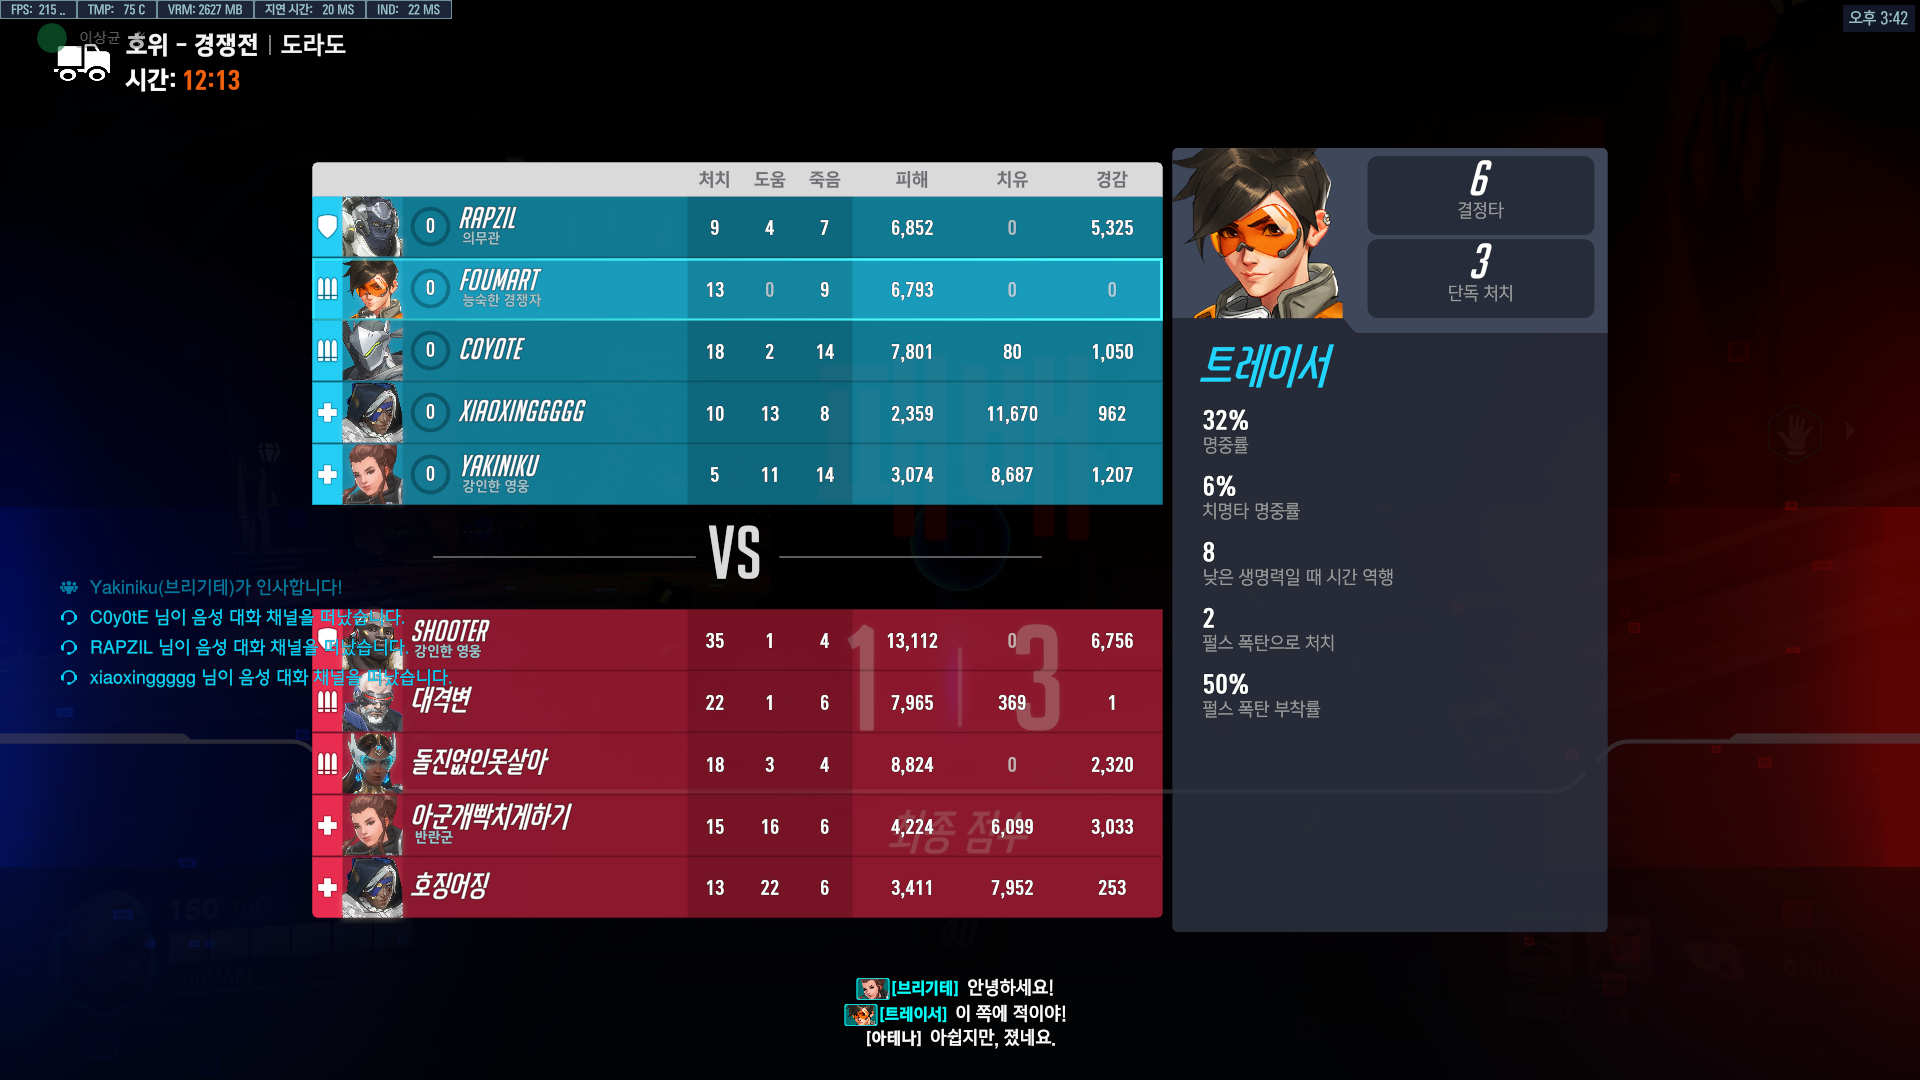 FPS: 215 .. TMP: 75 C VRM: 2627 MB 지연 시간: 20 MS IND: 22 MS
오후 3:42
이상균
호위 - 경쟁전 | 도라도
시간: 12:13
처치 도움 죽음 피해 치유 경감
0 RAPZIL 9 4 7 6,852 0 5,325
의무관
0 FOUMART 13 0 9 6,793 0 0
능숙한 경쟁자
0 COYOTE 18 2 14 7,801 80 1,050
0 XIAOXINGGGGG 10 13 8 2,359 11,670 962
0 YAKINIKU 5 11 14 3,074 8,687 1,207
강인한 영웅
VS
SHOOTER 35 1 4 13,112 0 6,756
강인한 영웅
대격변 22 1 6 7,965 369 1
돌진없인못살아 18 3 4 8,824 0 2,320
아군개빡치게하기 15 16 6 4,224 6,099 3,033
반란군
호징어징 13 22 6 3,411 7,952 253
1 | 3
최종 점수
6
결정타
3
단독 처치
트레이서
32%
명중률
6%
치명타 명중률
8
낮은 생명력일 때 시간 역행
2
펄스 폭탄으로 처치
50%
펄스 폭탄 부착률
Yakiniku(브리기테)가 인사합니다!
C0y0tE 님이 음성 대화 채널을 떠났습니다.
RAPZIL 님이 음성 대화 채널을 떠났습니다.
xiaoxinggggg 님이 음성 대화 채널을 떠났습니다.
[브리기테] 안녕하세요!
[트레이서] 이 쪽에 적이야!
[아테나] 아쉽지만, 졌네요.